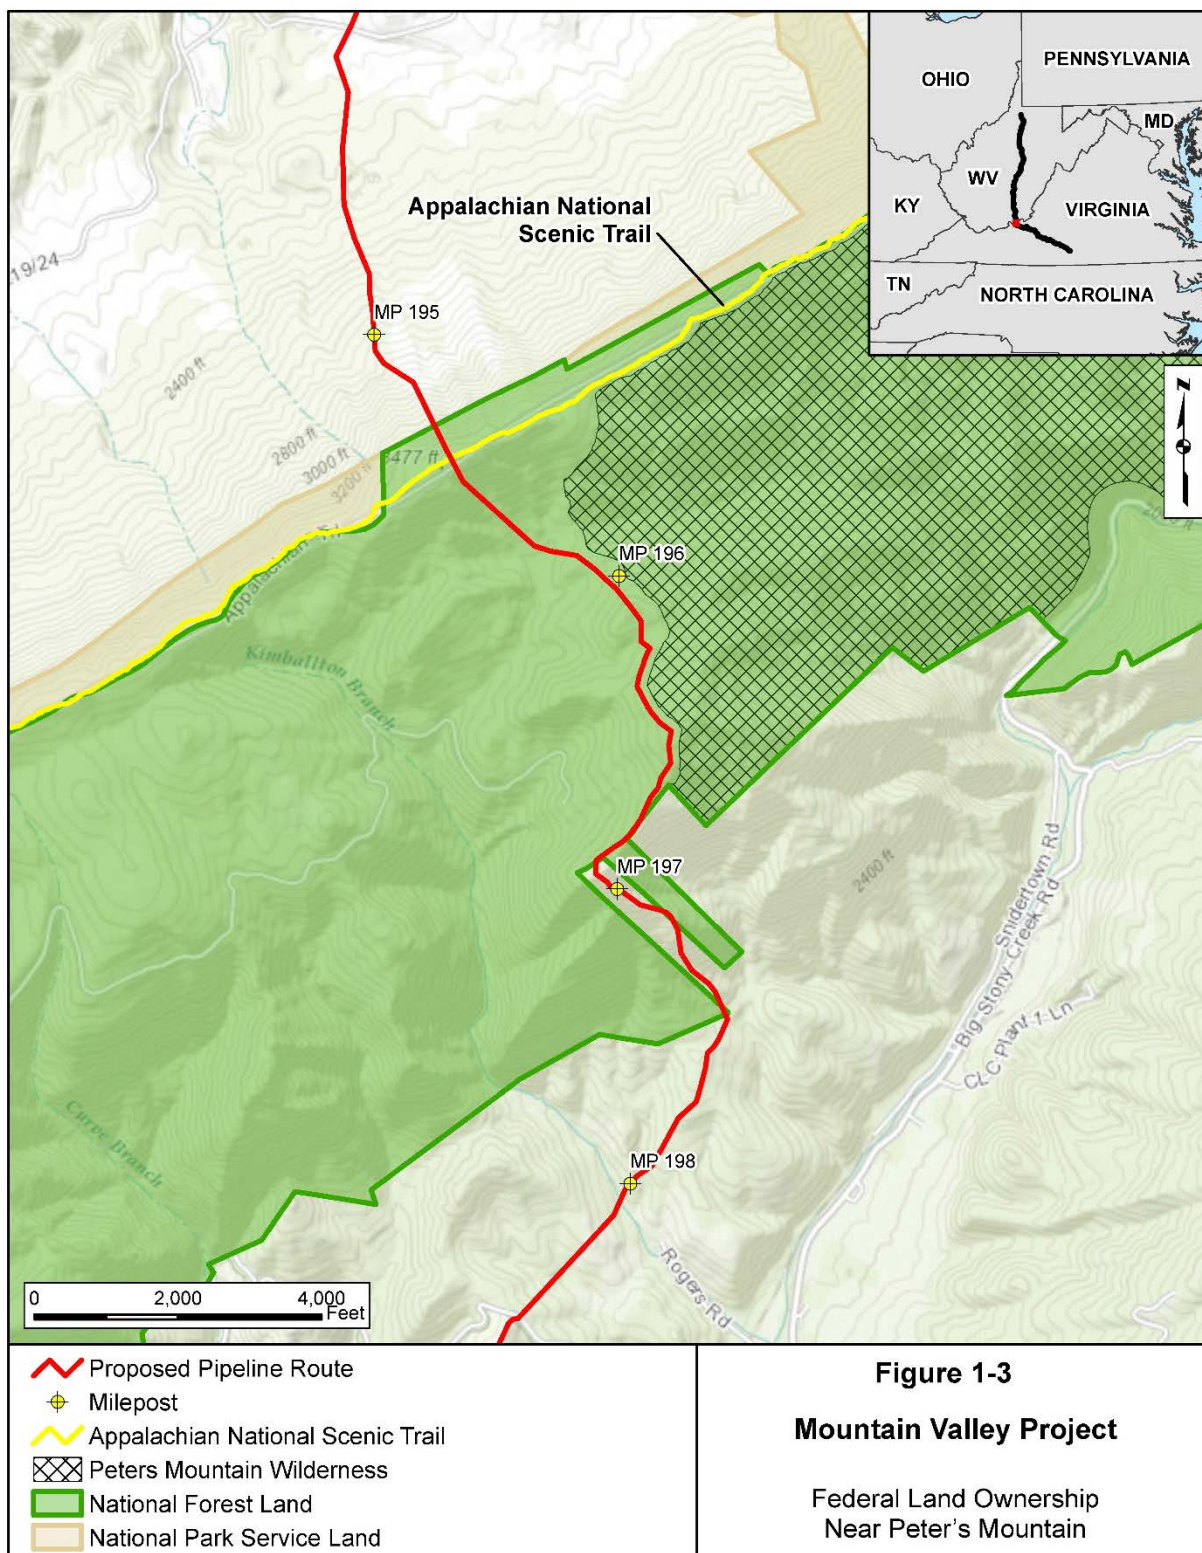 OHIO
PENNSYLVANIA
MD
WV
KY
VIRGINIA
TN
NORTH CAROLINA
Appalachian National
Scenic Trail
19/24
MP 195
2400 ft
2800 ft
3000 ft
3200 ft
3477 ft
N
MP 196
Appalachian Trl
Kimballton Branch
MP 197
2400 ft
Snidertown Rd
Big Stony Creek Rd
CLC Plant 1 Ln
Curve Branch
MP 198
Rogers Rd
0 2,000 4,000
Feet
Proposed Pipeline Route
Milepost
Appalachian National Scenic Trail
Peters Mountain Wilderness
National Forest Land
National Park Service Land
Figure 1-3
Mountain Valley Project
Federal Land Ownership
Near Peter's Mountain